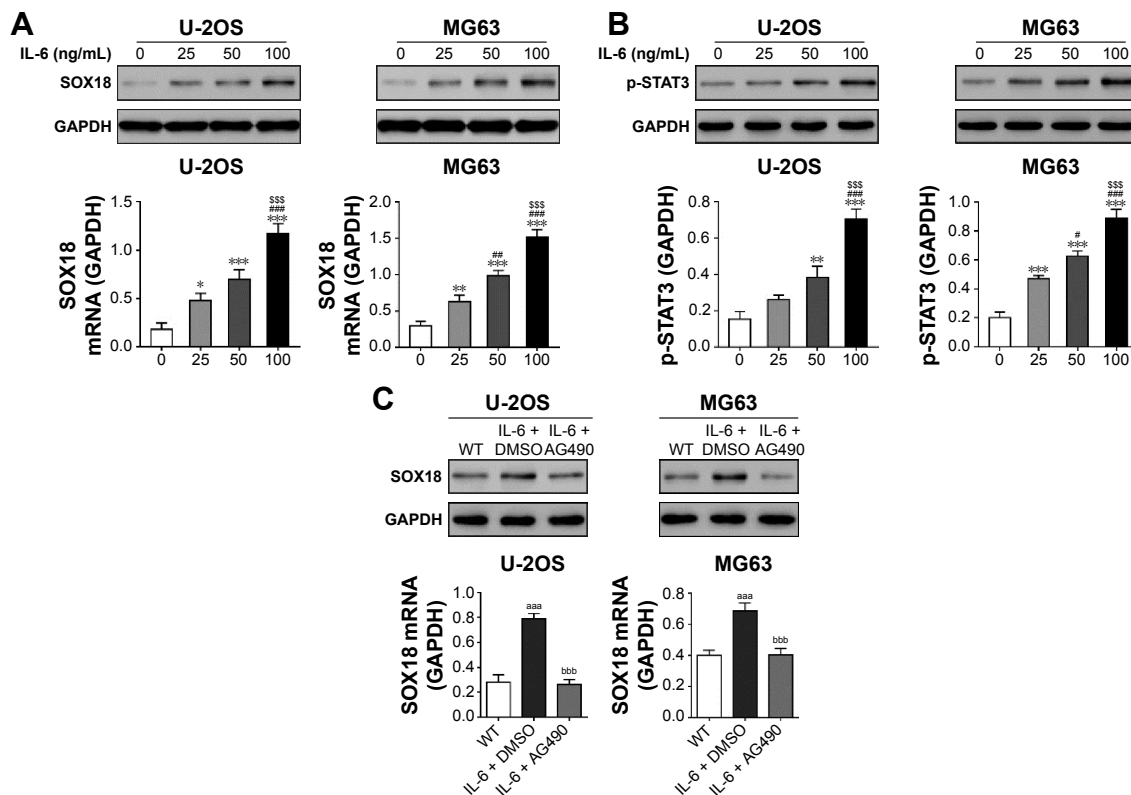 A
U-2OS
MG63
IL-6 (ng/mL) 0 25 50 100
0 25 50 100
SOX18
GAPDH
U-2OS
SOX18
mRNA (GAPDH)
1.5
1.0
0.5
0.0
*
***
$$$
###
***
0 25 50 100
MG63
SOX18
mRNA (GAPDH)
2.0
1.5
1.0
0.5
0.0
**
##
***
$$$
###
***
0 25 50 100
B
U-2OS
MG63
IL-6 (ng/mL) 0 25 50 100
0 25 50 100
p-STAT3
GAPDH
U-2OS
p-STAT3 (GAPDH)
0.8
0.6
0.4
0.2
0.0
**
$$$
###
***
0 25 50 100
MG63
p-STAT3 (GAPDH)
1.0
0.8
0.6
0.4
0.2
0.0
***
#
***
$$$
###
***
0 25 50 100
C
U-2OS
MG63
WT
IL-6 +
DMSO
IL-6 +
AG490
WT
IL-6 +
DMSO
IL-6 +
AG490
SOX18
GAPDH
U-2OS
SOX18 mRNA
(GAPDH)
1.0
0.8
0.6
0.4
0.2
0.0
aaa
bbb
WT
IL-6 + DMSO
IL-6 + AG490
MG63
SOX18 mRNA
(GAPDH)
0.8
0.6
0.4
0.2
0.0
aaa
bbb
WT
IL-6 + DMSO
IL-6 + AG490